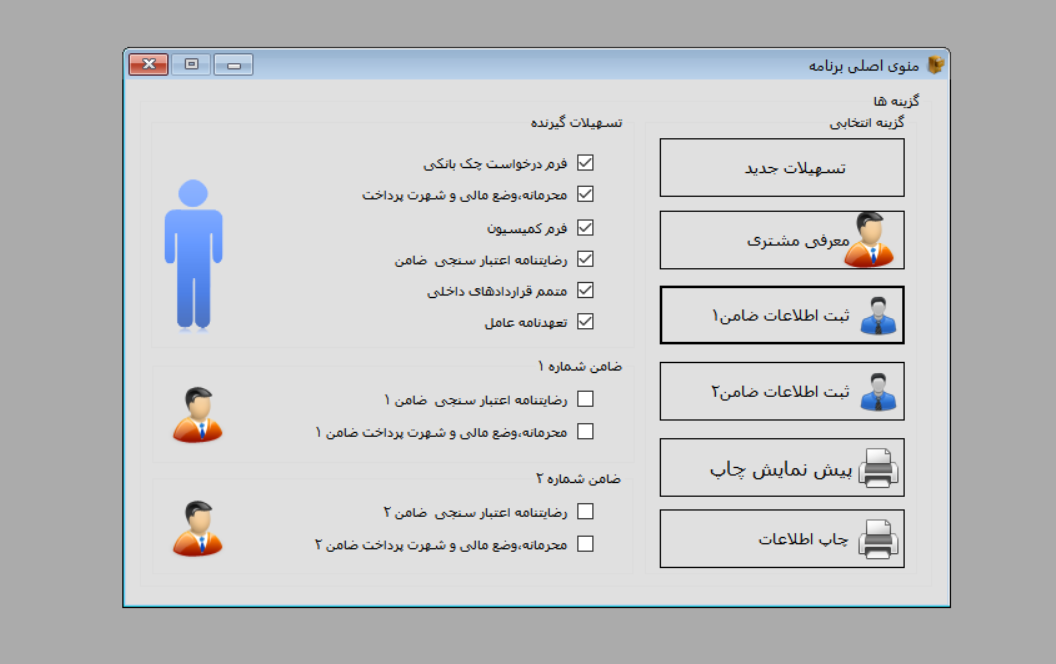 منوی اصلی برنامه
گزینه ها
گزینه انتخابی
تسهیلات جدید
معرفی مشتری
ثبت اطلاعات ضامن۱
ثبت اطلاعات ضامن۲
پیش نمایش چاپ
چاپ اطلاعات
تسهیلات گیرنده
فرم درخواست چک بانکی
محرمانه،وضع مالی و شهرت پرداخت
فرم کمیسیون
رضایتنامه اعتبار سنجی ضامن
متمم قراردادهای داخلی
تعهدنامه عامل
ضامن شماره ۱
رضایتنامه اعتبار سنجی ضامن ۱
محرمانه،وضع مالی و شهرت پرداخت ضامن ۱
ضامن شماره ۲
رضایتنامه اعتبار سنجی ضامن ۲
محرمانه،وضع مالی و شهرت پرداخت ضامن ۲